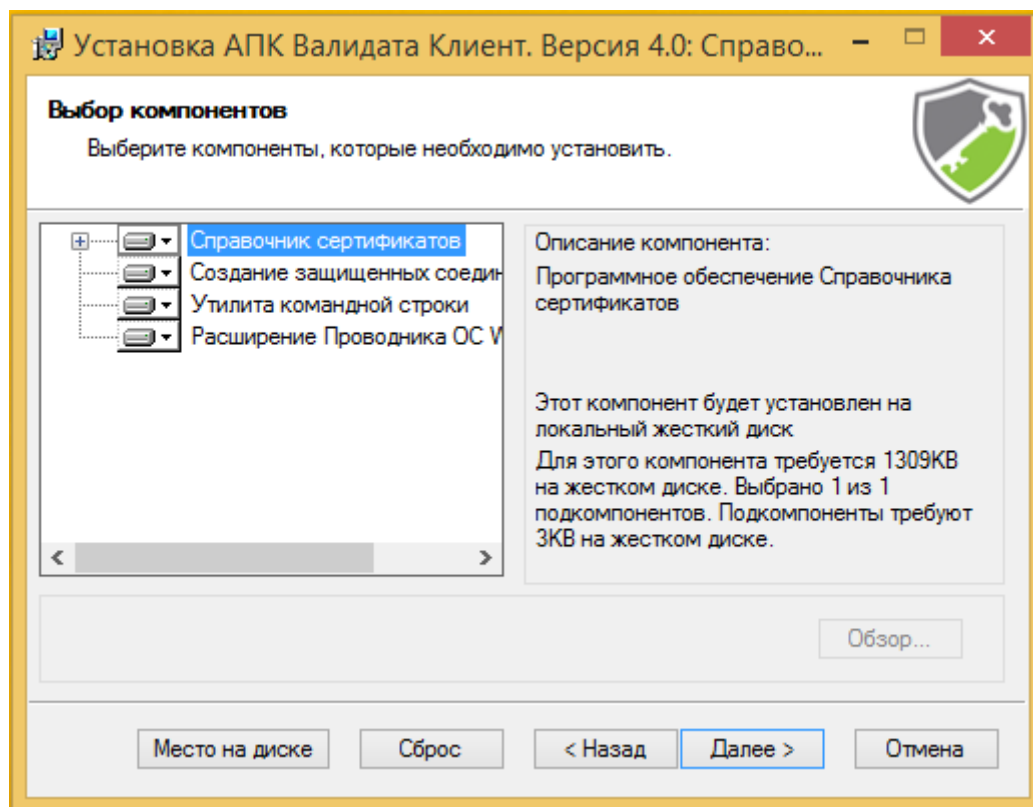 Установка АПК Валидата Клиент. Версия 4.0: Справо...
Выбор компонентов
Выберите компоненты, которые необходимо установить.
Справочник сертификатов
Создание защищенных соедин
Утилита командной строки
Расширение Проводника ОС W
Описание компонента:
Программное обеспечение Справочника
сертификатов
Этот компонент будет установлен на
локальный жесткий диск
Для этого компонента требуется 1309KB
на жестком диске. Выбрано 1 из 1
подкомпонентов. Подкомпоненты требуют
3KB на жестком диске.
Обзор...
Место на диске
Сброс
< Назад
Далее >
Отмена